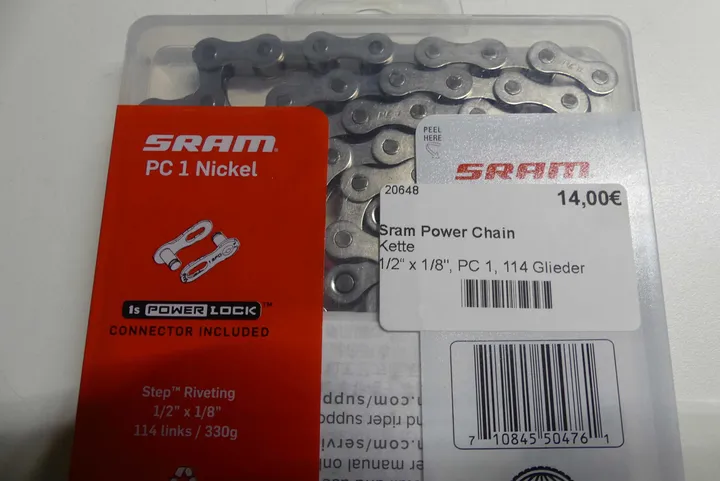 SRAM
PC 1 Nickel
1s POWER LOCK™
CONNECTOR INCLUDED
Step™ Riveting
1/2" x 1/8"
114 links / 330g
PEEL
HERE
SRAM
20648
14,00€
Sram Power Chain
Kette
1/2" x 1/8", PC 1, 114 Glieder
7 10845 50476 1